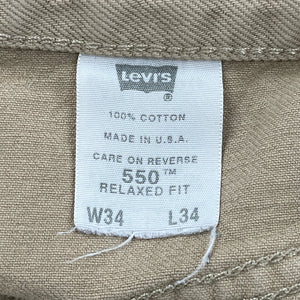 Levi's ®
100% COTTON
MADE IN U.S.A.
CARE ON REVERSE
550™
RELAXED FIT
W34 L34